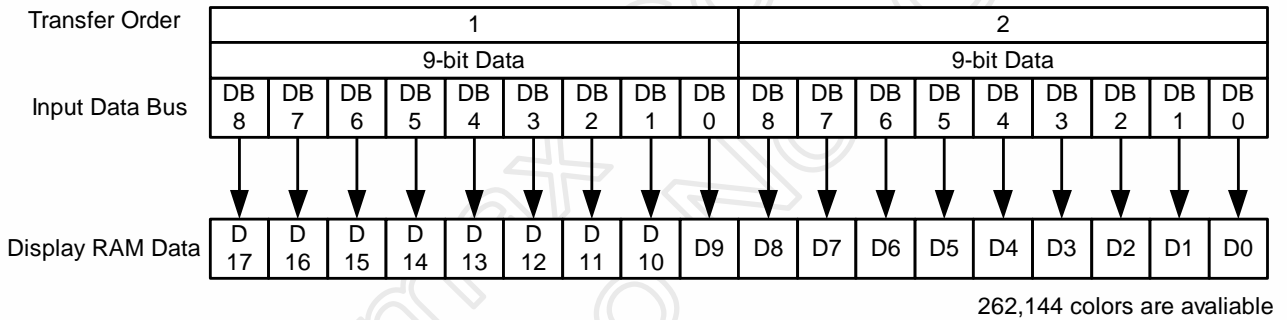 Transfer Order 1 2
9-bit Data 9-bit Data
Input Data Bus DB 8 DB 7 DB 6 DB 5 DB 4 DB 3 DB 2 DB 1 DB 0 DB 8 DB 7 DB 6 DB 5 DB 4 DB 3 DB 2 DB 1 DB 0
Display RAM Data D 17 D 16 D 15 D 14 D 13 D 12 D 11 D 10 D9 D8 D7 D6 D5 D4 D3 D2 D1 D0
262,144 colors are avaliable